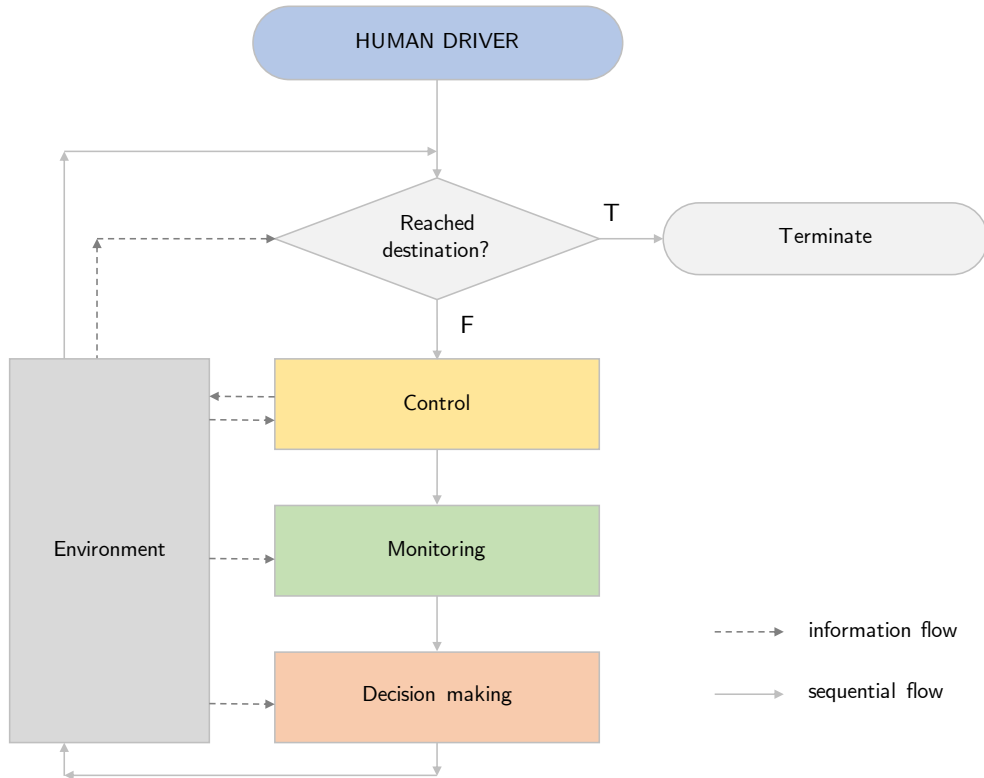 HUMAN DRIVER
Reached
destination?
T
Terminate
F
Control
Environment
Monitoring
Decision making
information flow
sequential flow